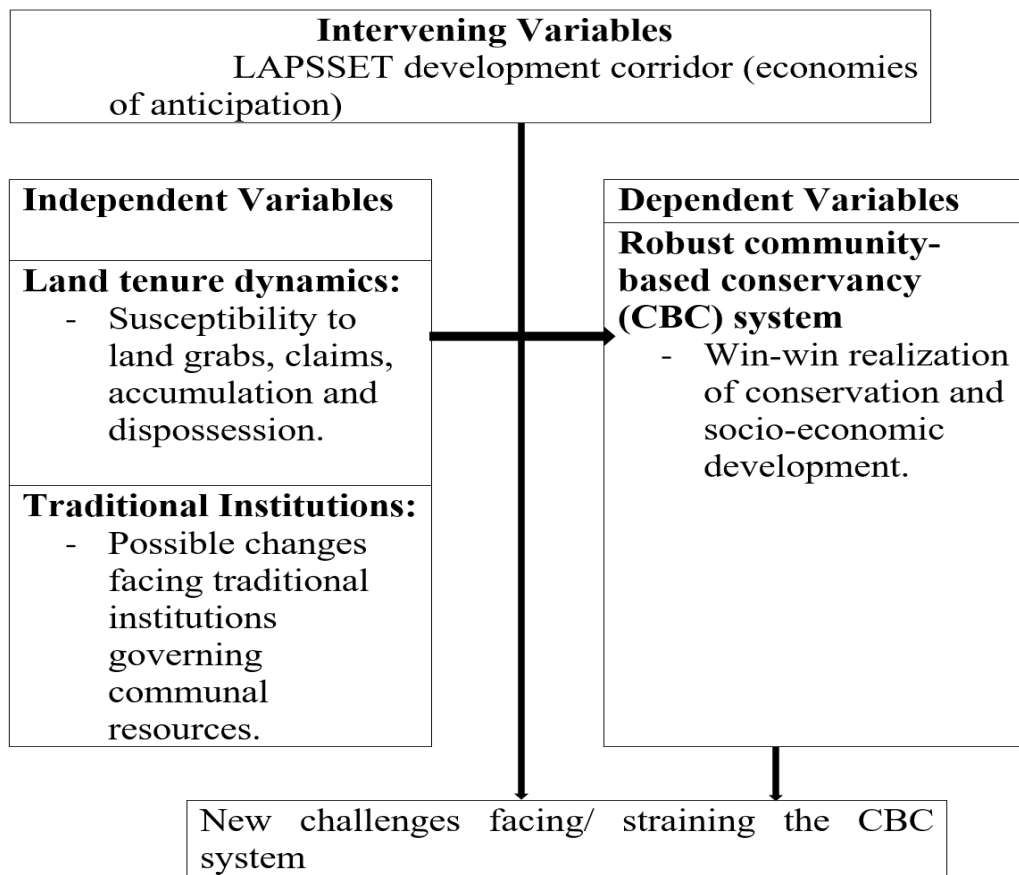 Intervening Variables
LAPSSET development corridor (economies
of anticipation)
Independent Variables
Land tenure dynamics:
- Susceptibility to
land grabs, claims,
accumulation and
dispossession.
Traditional Institutions:
- Possible changes
facing traditional
institutions
governing
communal
resources.
Dependent Variables
Robust community-
based conservancy
(CBC) system
- Win-win realization
of conservation and
socio-economic
development.
New challenges facing/ straining the CBC
system